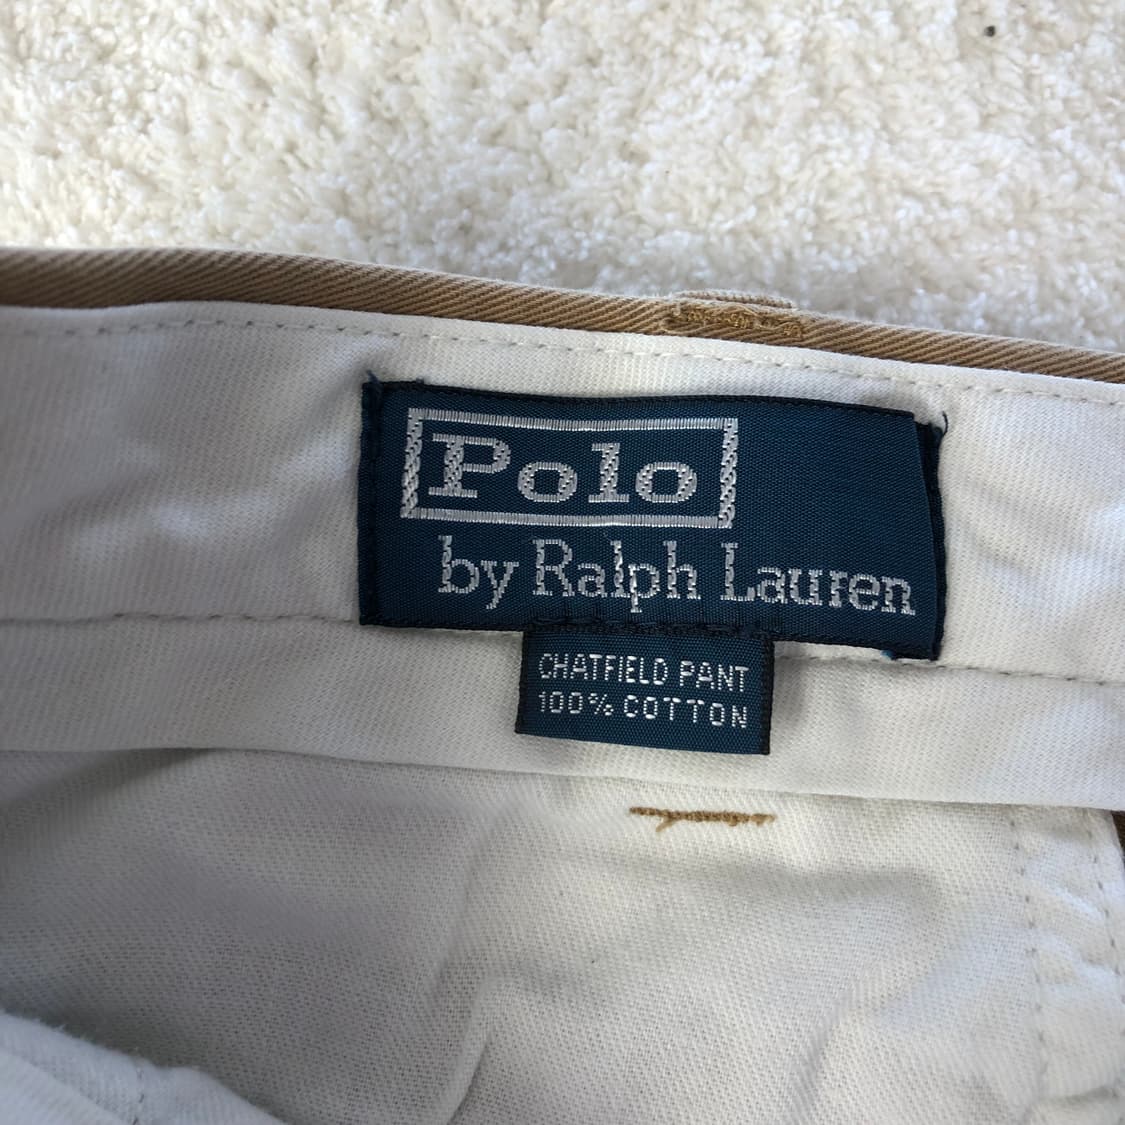 Polo
by Ralph Lauren
CHATFIELD PANT
100% COTTON